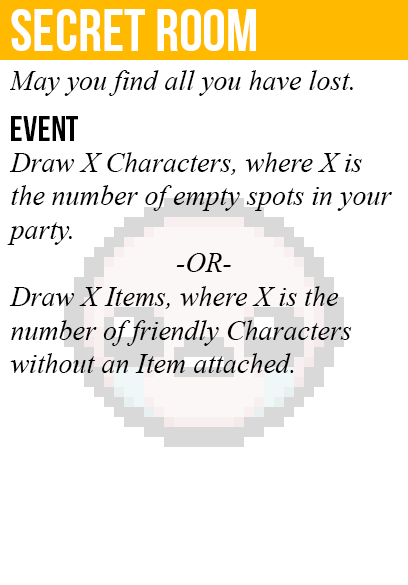 SECRET ROOM
May you find all you have lost.
EVENT
Draw X Characters, where X is
the number of empty spots in your
party.
-OR-
Draw X Items, where X is the
number of friendly Characters
without an Item attached.